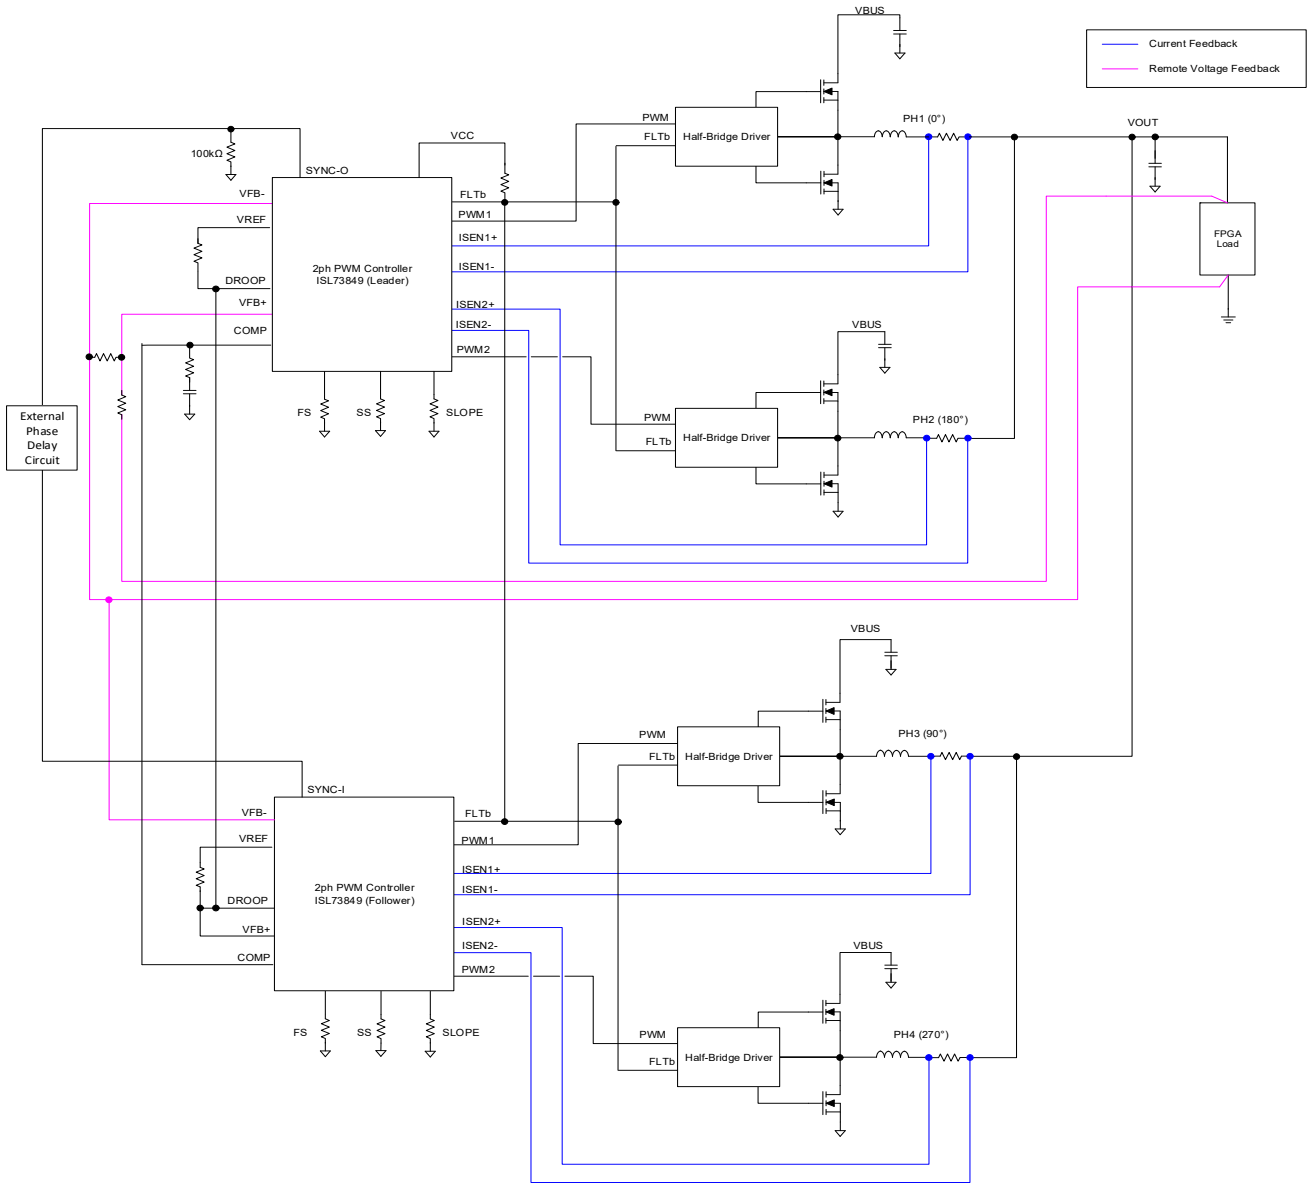 VBUS
Current Feedback
Remote Voltage Feedback
PWM
FLTb
Half-Bridge Driver
PH1 (0°)
VOUT
VCC
100kΩ
SYNC-O
VFB-
VREF
DROOP
VFB+
COMP
2ph PWM Controller
ISL73849 (Leader)
FLTb
PWM1
ISEN1+
ISEN1-
ISEN2+
ISEN2-
PWM2
FPGA
Load
VBUS
FS
SS
SLOPE
PWM
FLTb
Half-Bridge Driver
PH2 (180°)
External
Phase
Delay
Circuit
VBUS
PWM
FLTb
Half-Bridge Driver
PH3 (90°)
SYNC-I
VFB-
VREF
DROOP
VFB+
COMP
2ph PWM Controller
ISL73849 (Follower)
FLTb
PWM1
ISEN1+
ISEN1-
ISEN2+
ISEN2-
PWM2
VBUS
FS
SS
SLOPE
PWM
FLTb
Half-Bridge Driver
PH4 (270°)